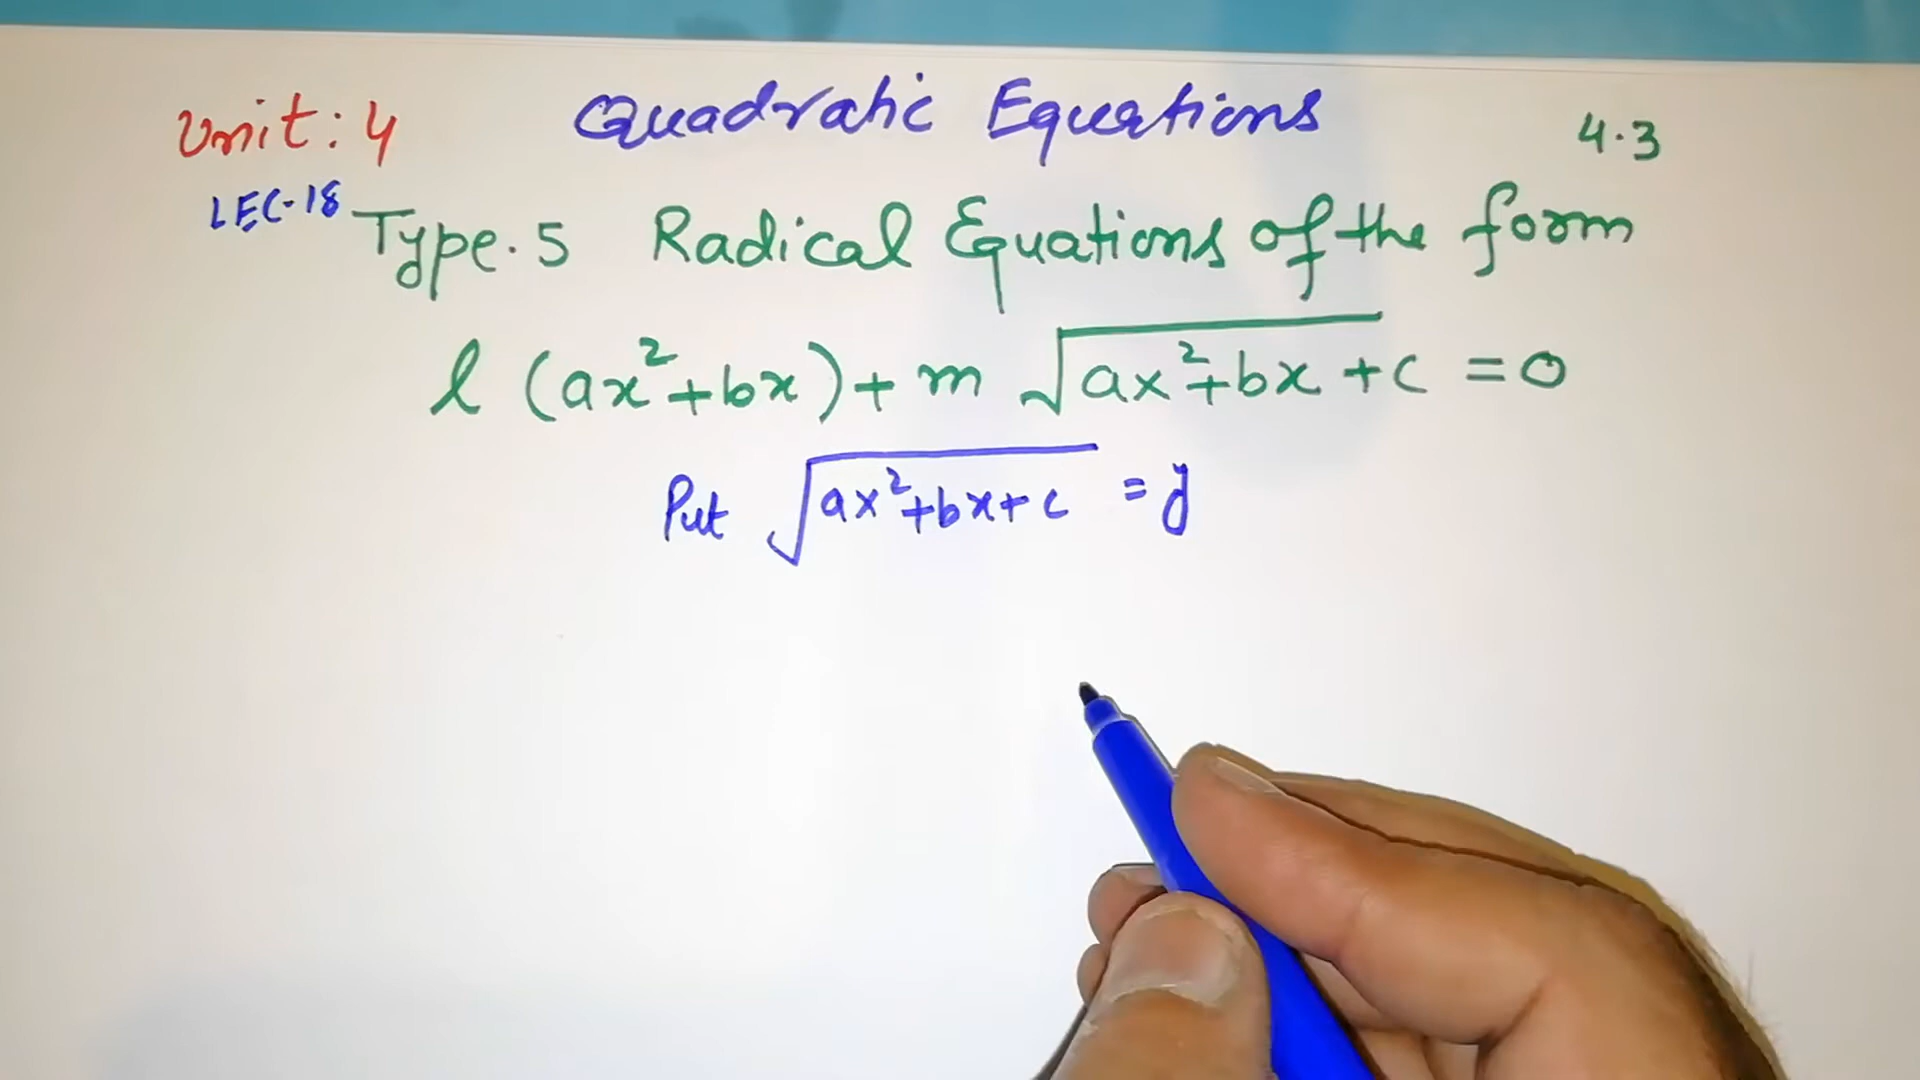 Unit: 4 Quadratic Equations 4.3
LEC-18 Type.5 Radical Equations of the form
l (ax²+bx)+m √ax²+bx+c = 0
Put √ax²+bx+c = y